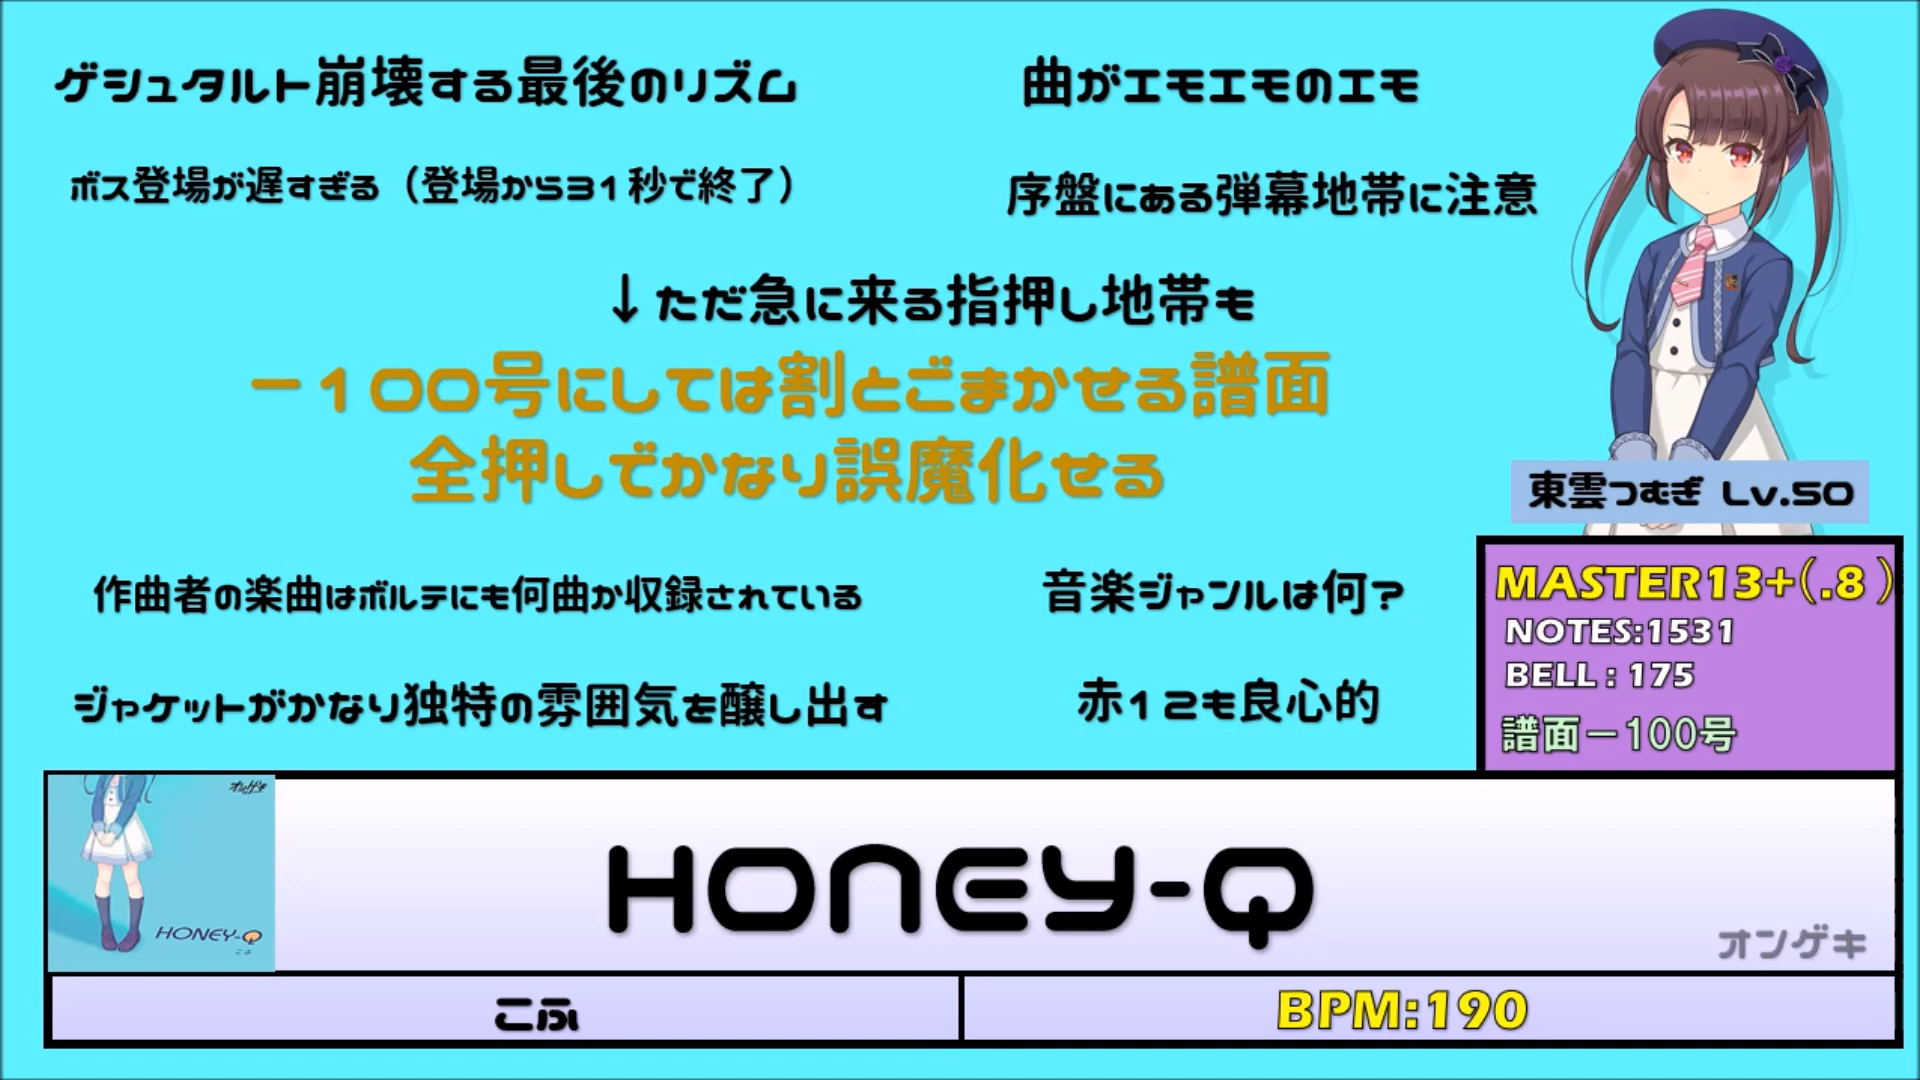 ゲシュタルト崩壊する最後のリズム
曲がエモエモのエモ
ボス登場が遅すぎる（登場から31秒で終了）
序盤にある弾幕地帯に注意
↓ただ急に来る指押し地帯も
－１００号にしては割とごまかせる譜面
全押しでかなり誤魔化せる
東雲つむぎ Lv.50
作曲者の楽曲はボルテにも何曲か収録されている
音楽ジャンルは何？
ジャケットがかなり独特の雰囲気を醸し出す
赤１２も良心的
MASTER13+(.8)
NOTES:1531
BELL : 175
譜面－100号
オンゲキ
HONEY-Q
こふ
HONEY-Q
オンゲキ
こふ
BPM:190